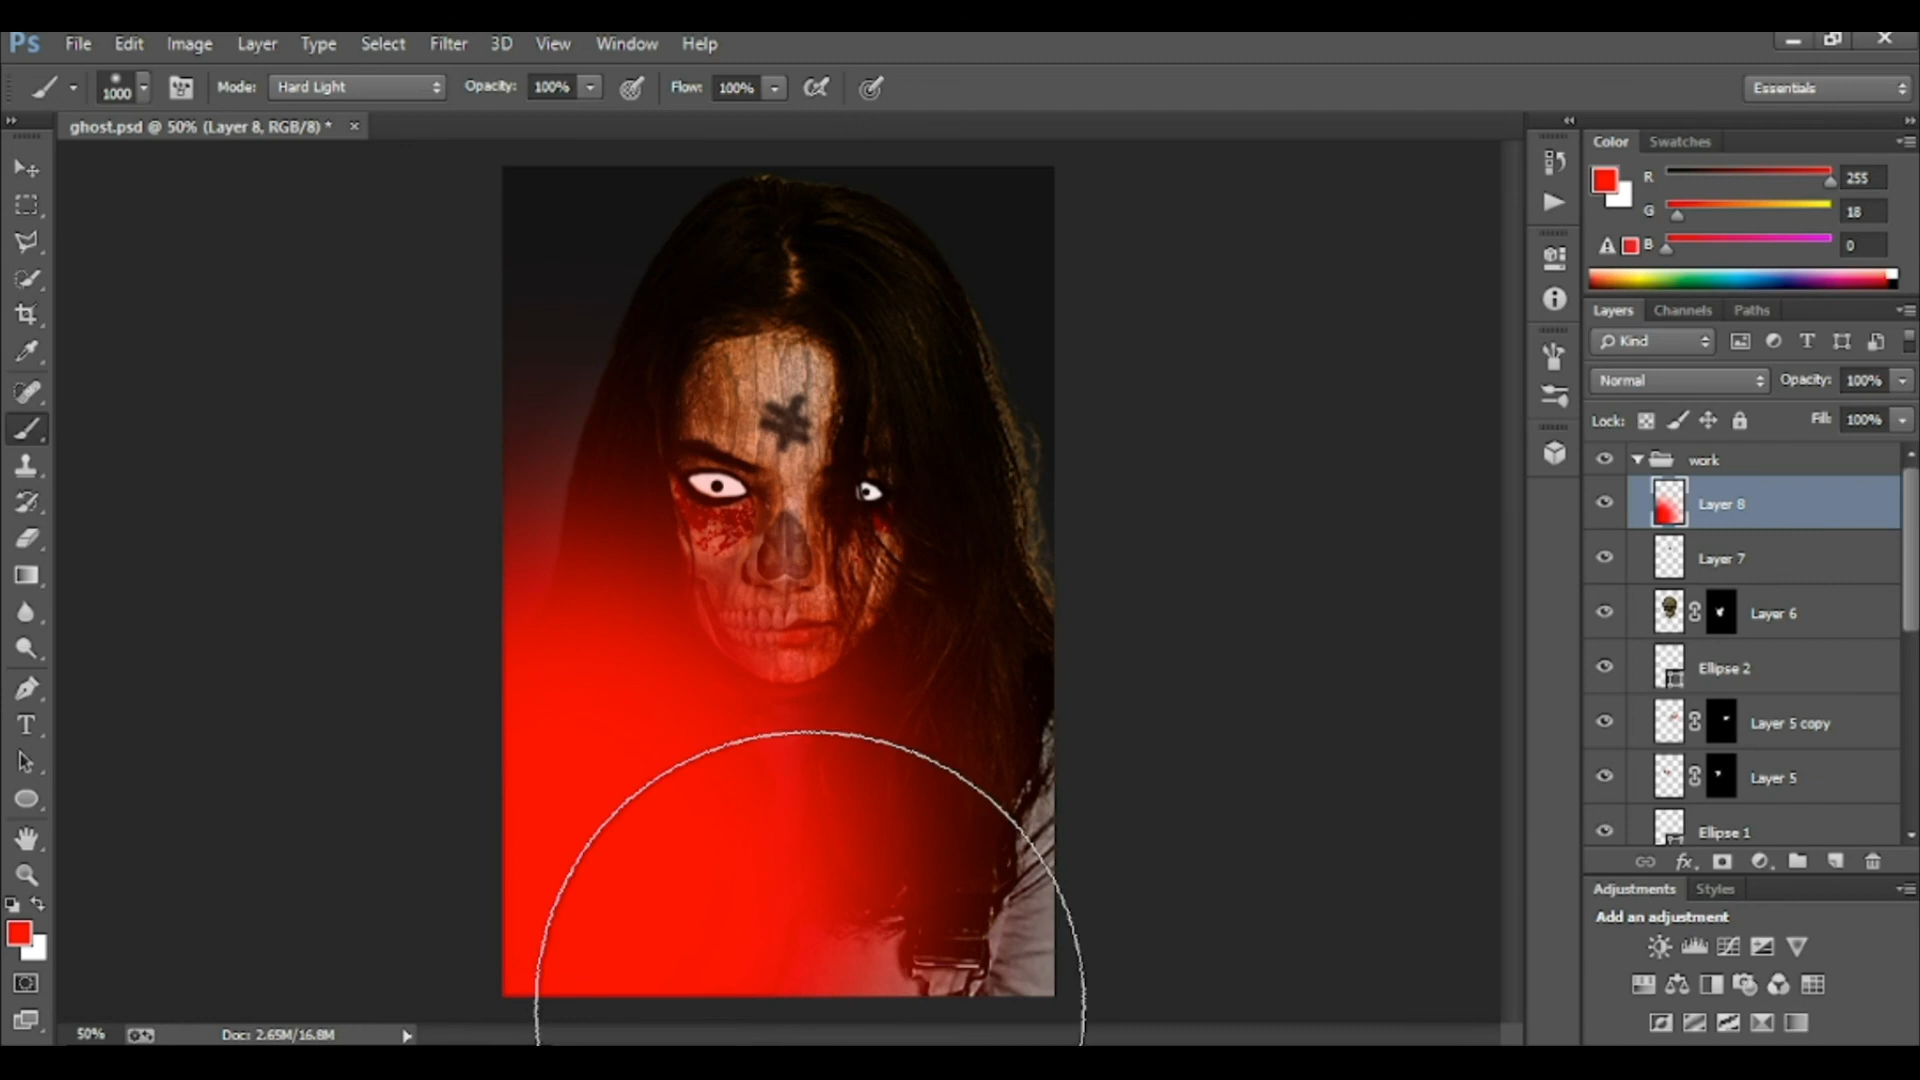 Ps File Edit Image Layer Type Select Filter 3D View Window Help
1000 Mode: Hard Light Opacity: 100% Flow: 100% Essentials
ghost.psd @ 50% (Layer 8, RGB/8) * ×
Color Swatches
R 255
G 18
B 0
Layers Channels Paths
Kind
Normal Opacity: 100%
Lock: Fill: 100%
work
Layer 8
Layer 7
Layer 6
Ellipse 2
Layer 5 copy
Layer 5
Ellipse 1
fx
Adjustments Styles
Add an adjustment
50% Doc: 2.65M/16.8M